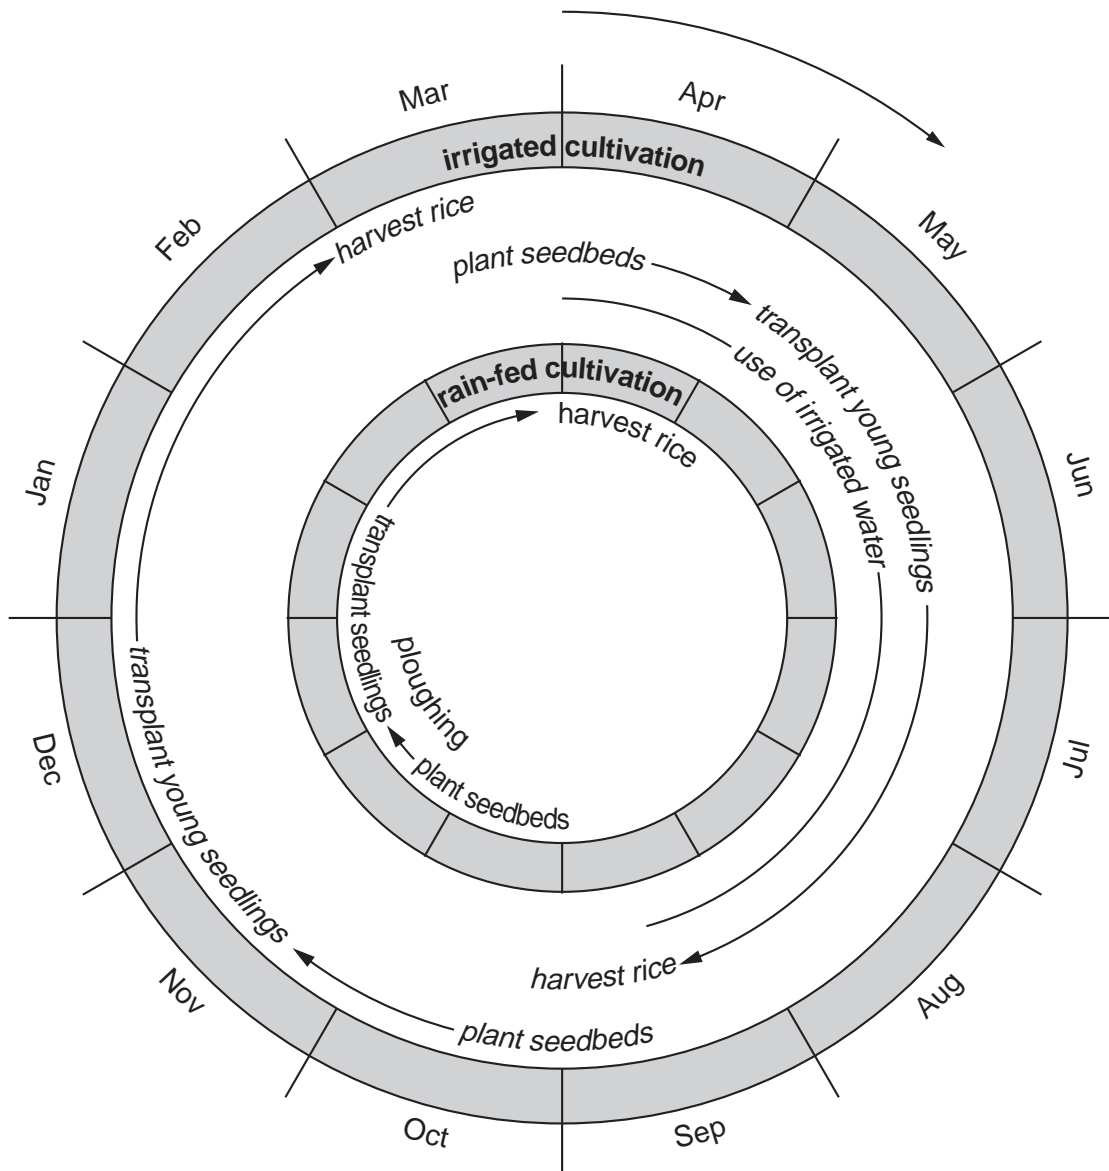 Mar
Apr
May
Jun
Jul
Aug
Sep
Oct
Nov
Dec
Jan
Feb
irrigated cultivation
harvest rice
plant seedbeds
transplant young seedlings
use of irrigated water
harvest rice
plant seedbeds
transplant young seedlings
rain-fed cultivation
harvest rice
transplant seedlings
ploughing
plant seedbeds